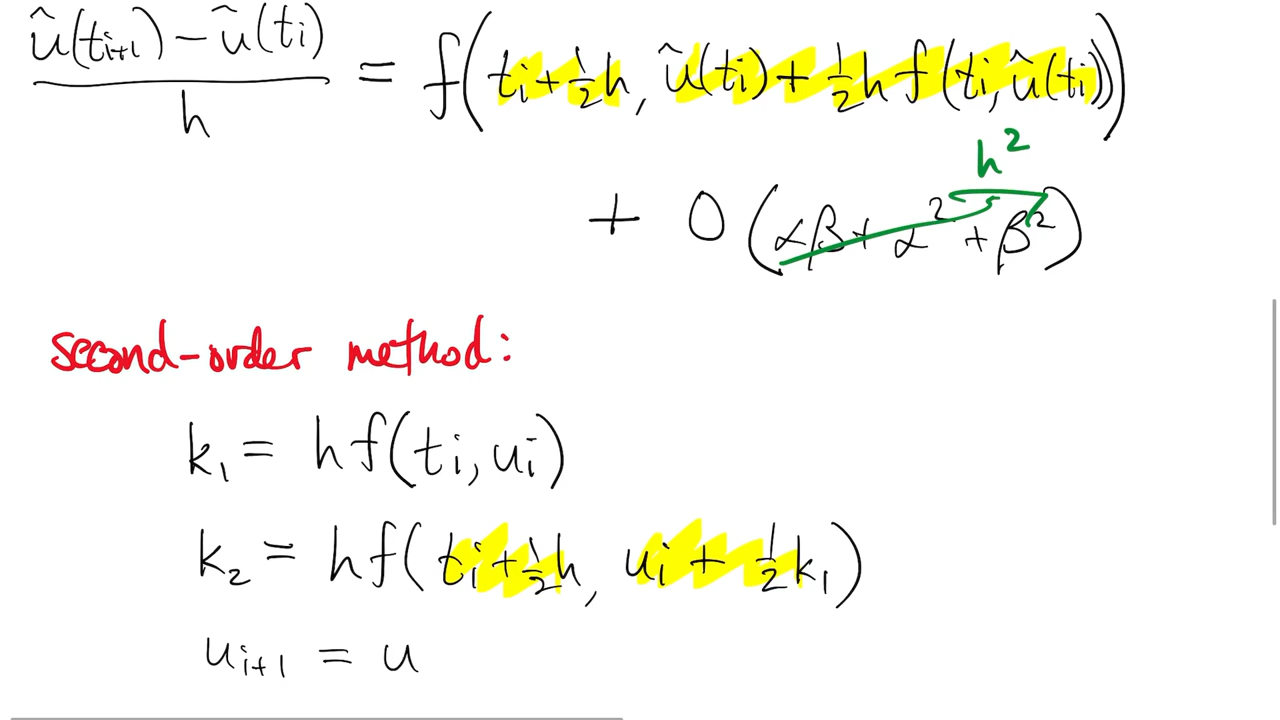 û(tᵢ₊₁) − û(tᵢ) / h = f(tᵢ + ½h, û(tᵢ) + ½h f(tᵢ, û(tᵢ)))
h²
+ O(αβ + α² + β²)
second-order method:
k₁ = hf(tᵢ, uᵢ)
k₂ = hf(tᵢ + ½h, uᵢ + ½k₁)
uᵢ₊₁ = u